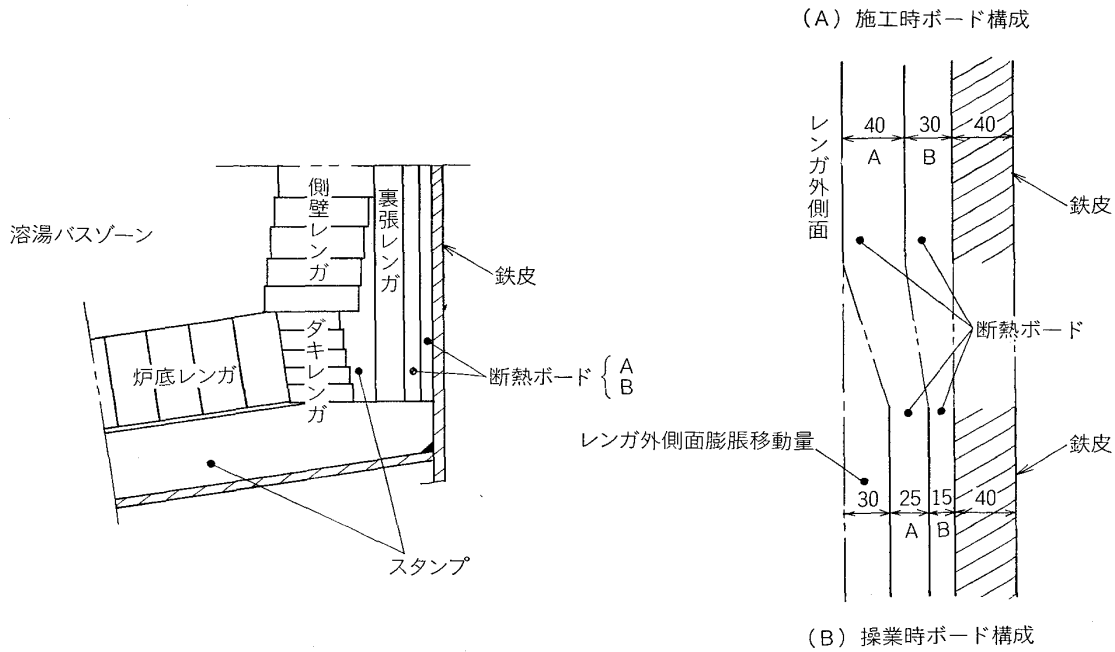 (A) 施工時ボード構成
溶湯バスゾーン
側壁レンガ
裏張レンガ
鉄皮
炉底レンガ
ダキレンガ
断熱ボード{A B
スタンプ
レンガ外側面
40
30
40
A
B
鉄皮
断熱ボード
レンガ外側面膨脹移動量
鉄皮
30
25
15
40
A
B
(B) 操業時ボード構成